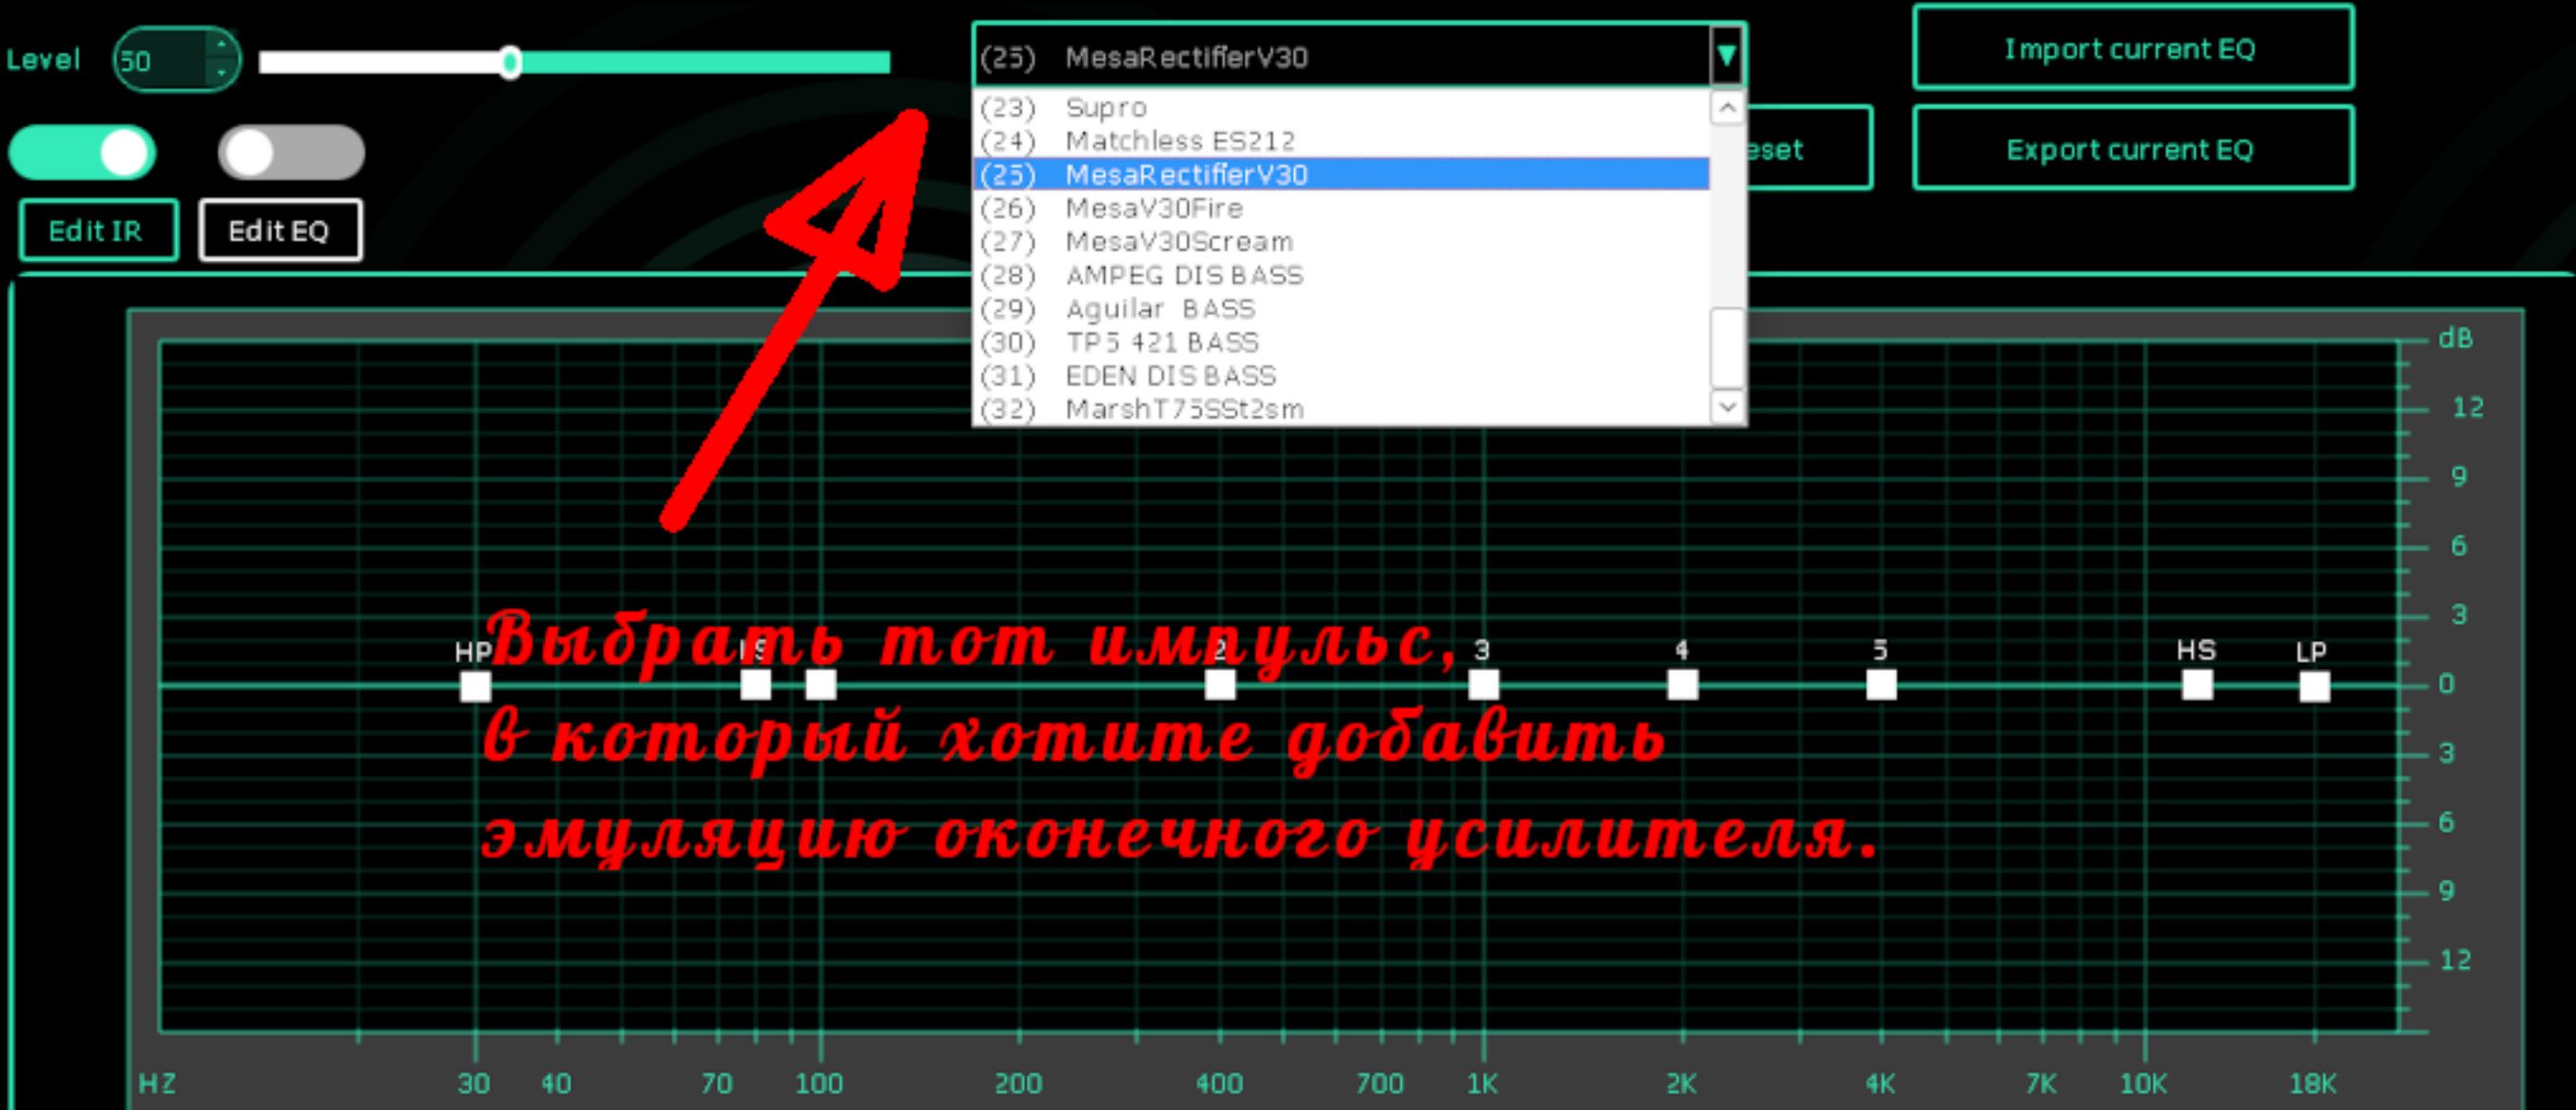 Level 50
(25) MesaRectifierV30
Import current EQ
(23) Supro
(24) Matchless ES212
(25) MesaRectifierV30
(26) MesaV30Fire
(27) MesaV30Scream
(28) AMPEG DIS BASS
(29) Aguilar BASS
(30) TP5 421 BASS
(31) EDEN DIS BASS
(32) MarshT75SSt2sm
eset
Export current EQ
Edit IR
Edit EQ
dB
12
9
6
3
0
3
6
9
12
HP
2
3
4
5
HS
LP
Выбрать тот импульс,
в который хотите добавить
эмуляцию оконечного усилителя.
HZ 30 40 70 100 200 400 700 1K 2K 4K 7K 10K 18K